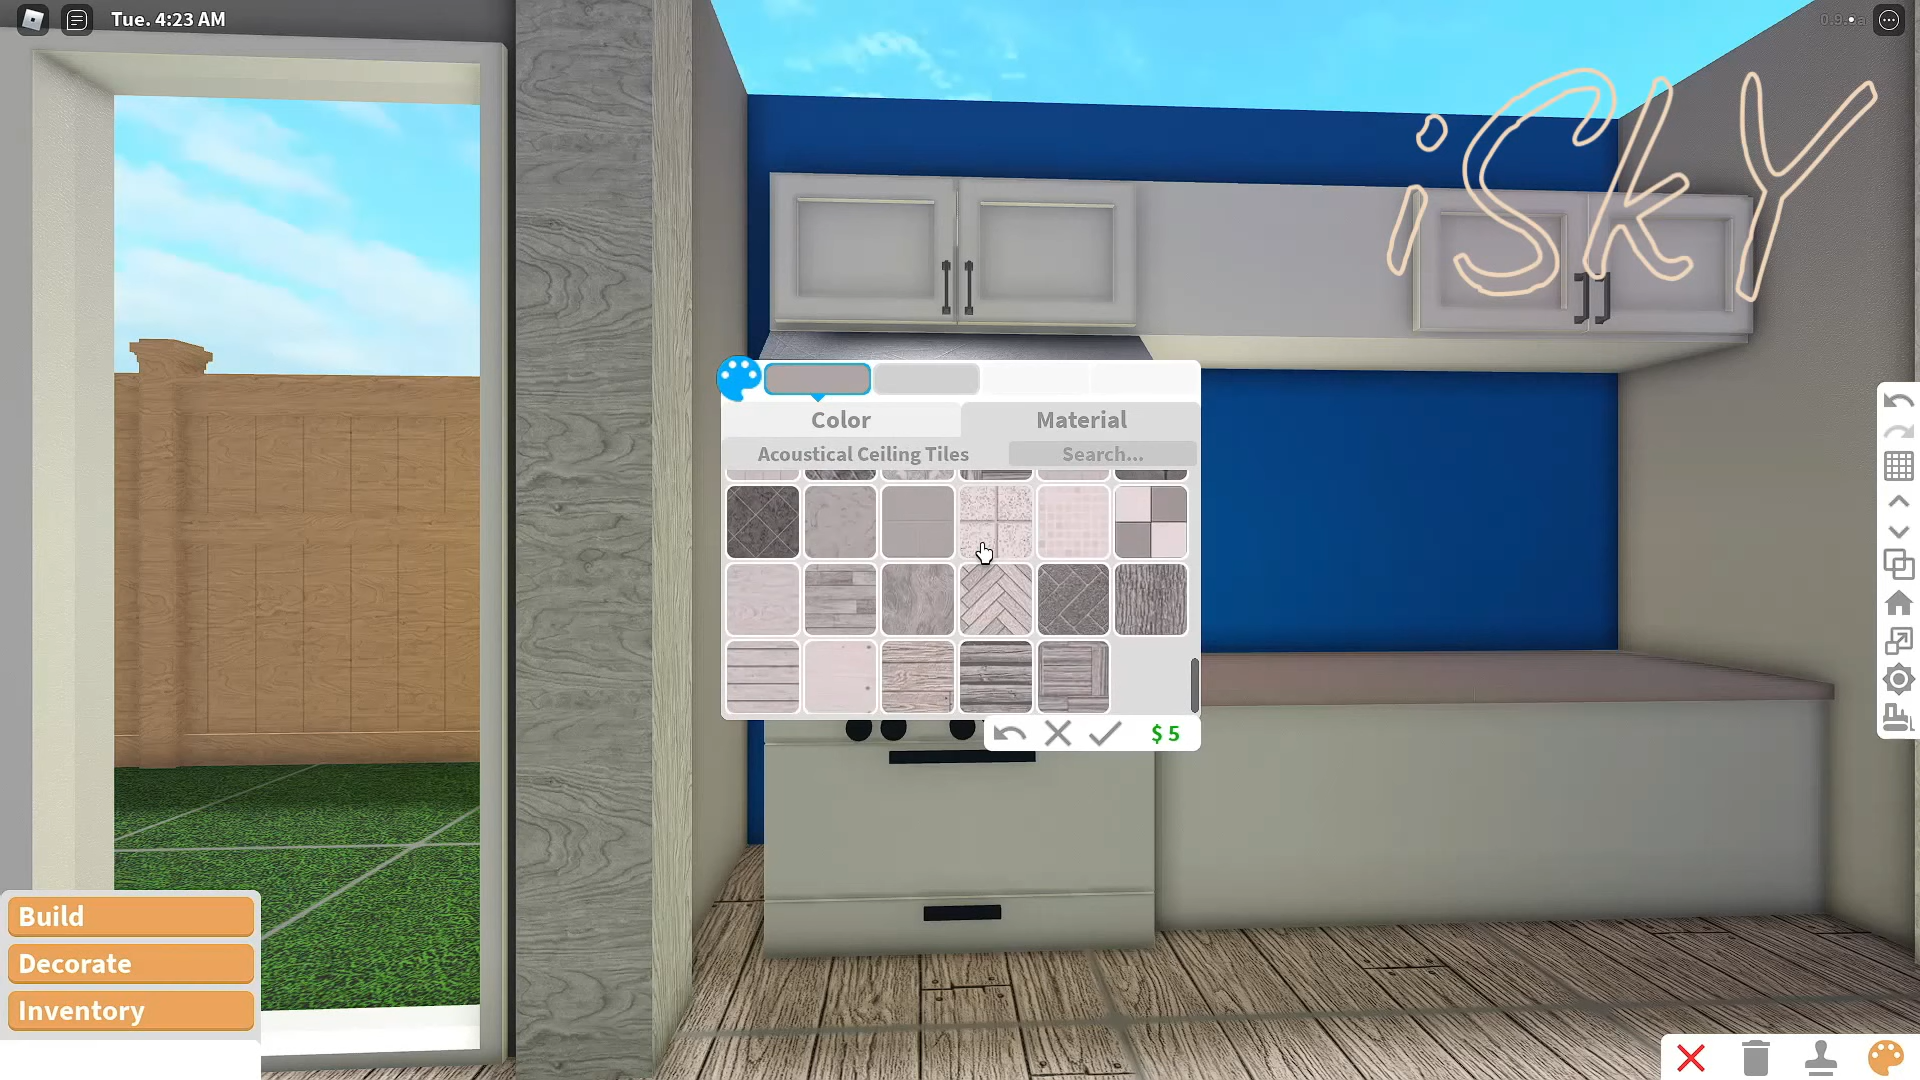 Tue. 4:23 AM
iSkY
Color
Material
Acoustical Ceiling Tiles
Search...
$ 5
Build
Decorate
Inventory